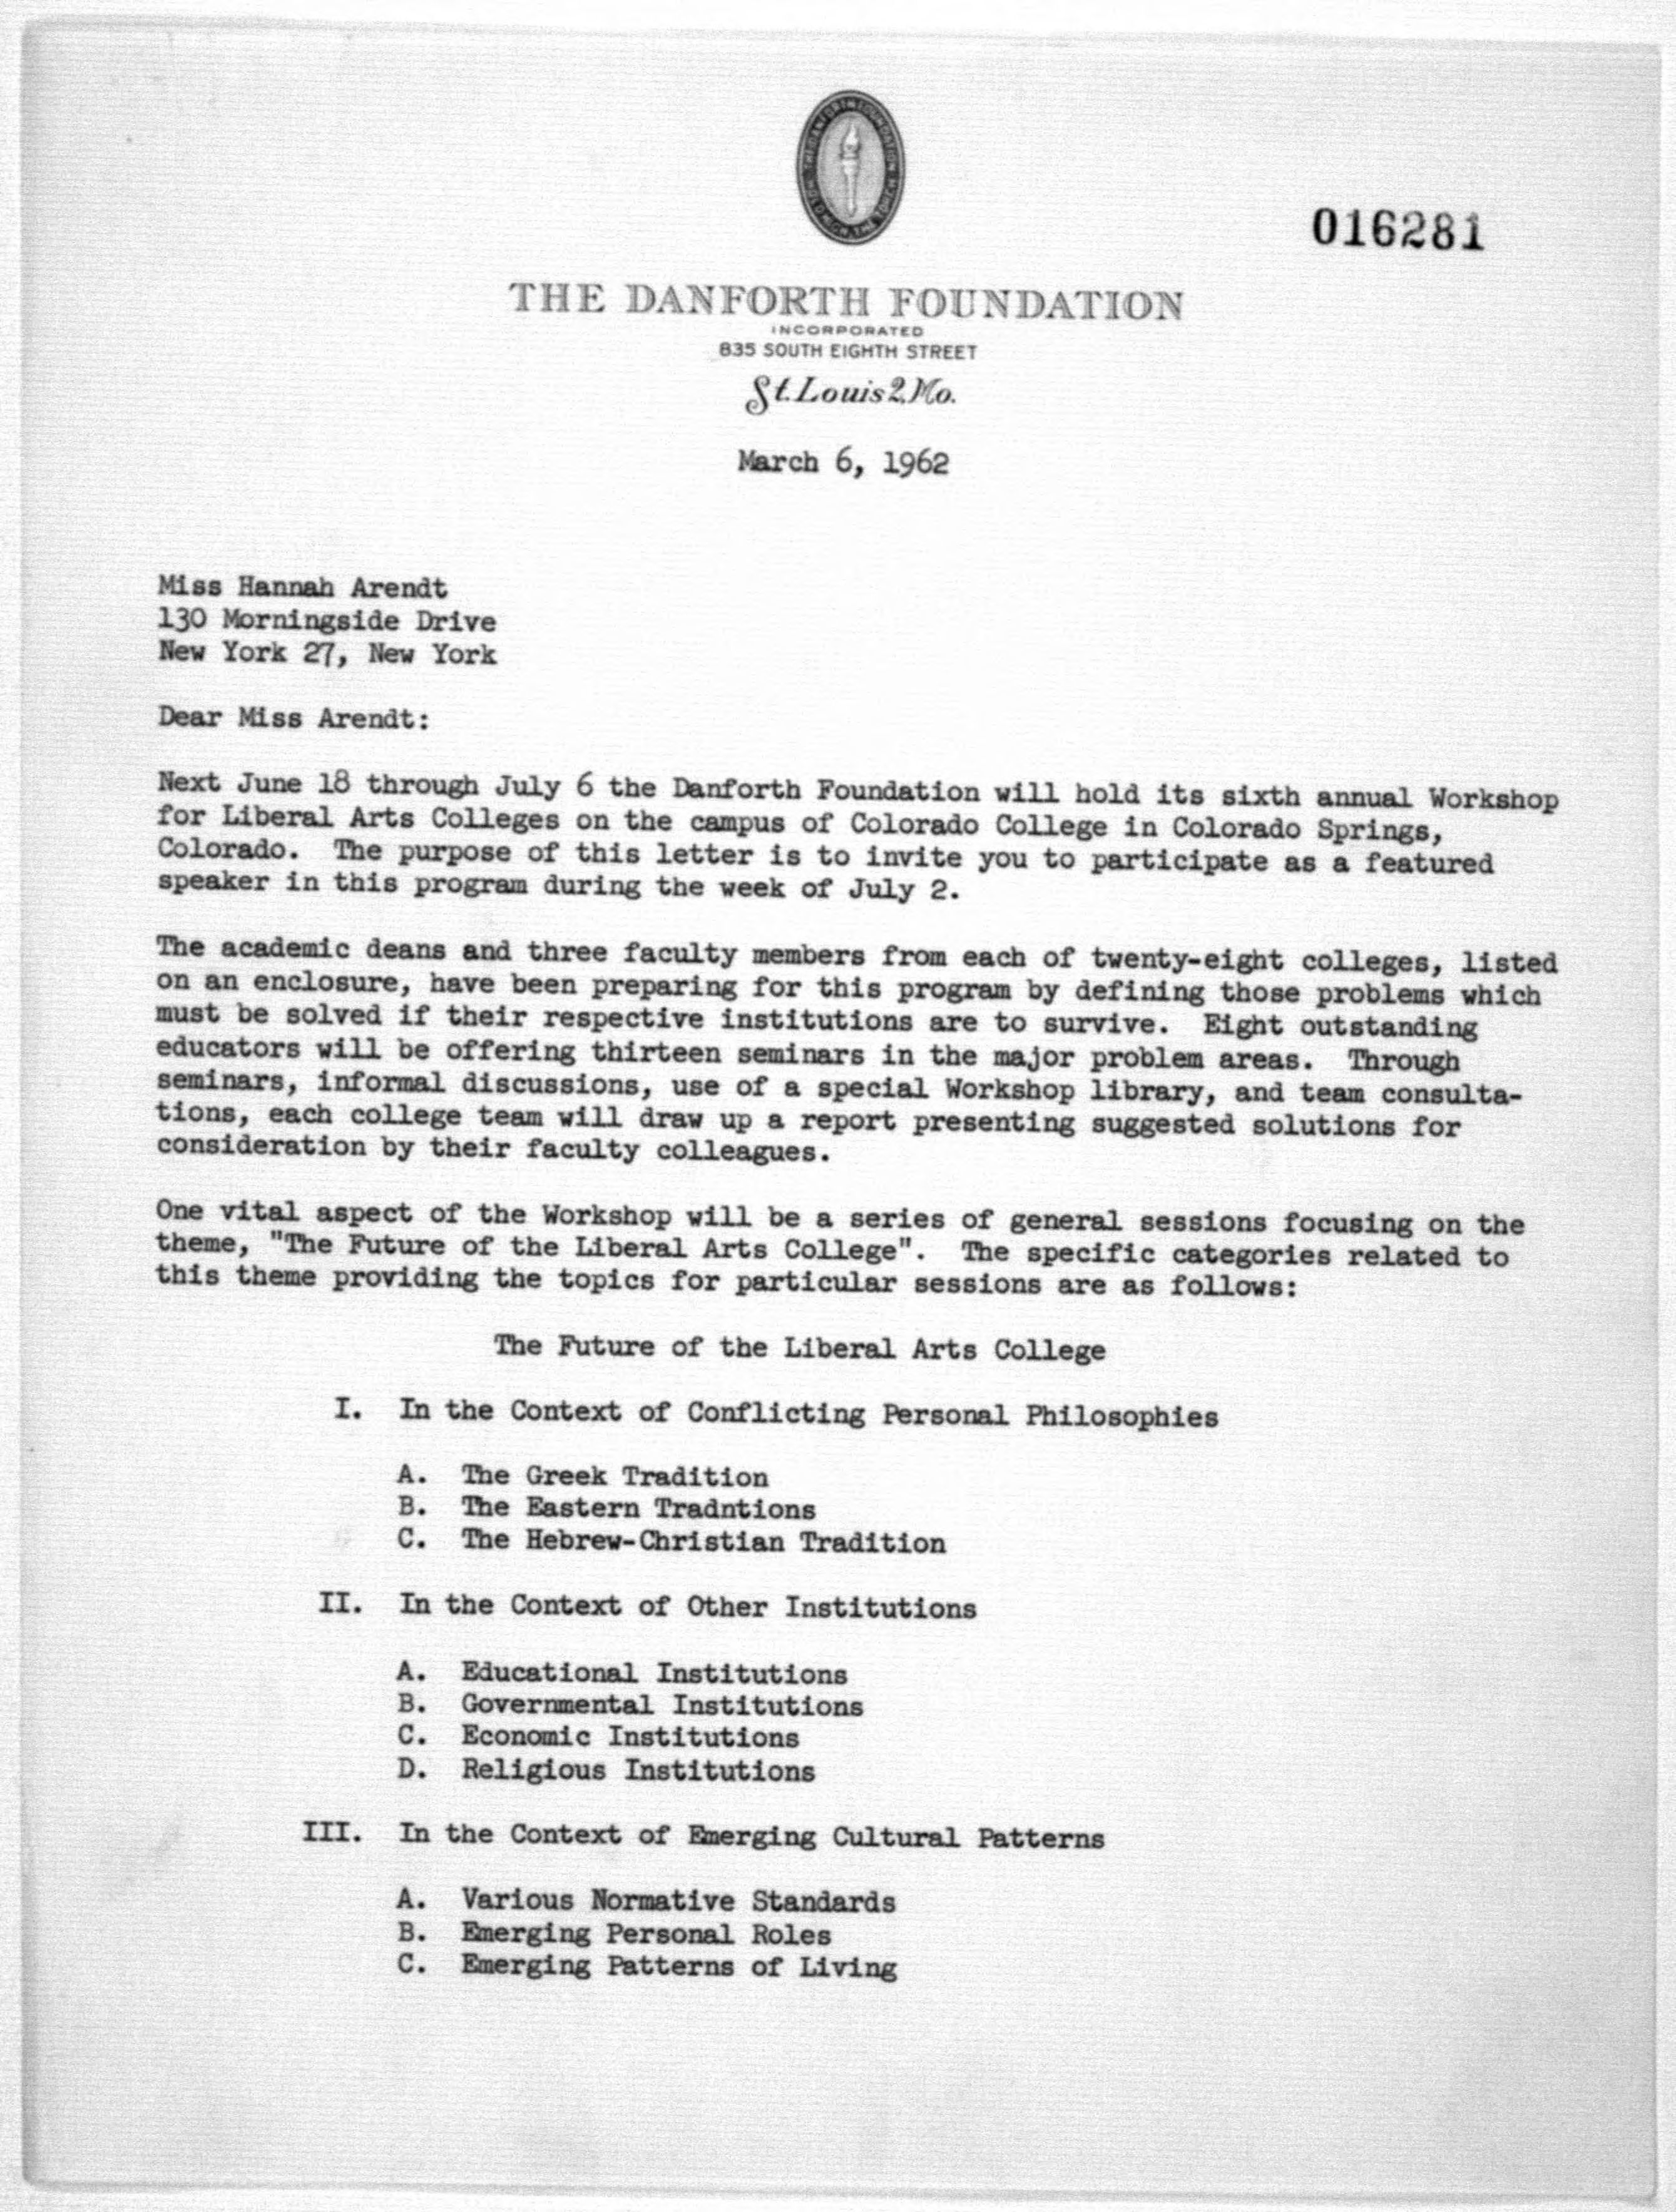 THE DANFORTH FOUNDATION
016281
THE DANFORTH FOUNDATION
INCORPORATED
835 SOUTH EIGHTH STREET
St. Louis 2, Mo.
March 6, 1962
Miss Hannah Arendt
130 Morningside Drive
New York 27, New York
Dear Miss Arendt:
Next June 18 through July 6 the Danforth Foundation will hold its sixth annual Workshop
for Liberal Arts Colleges on the campus of Colorado College in Colorado Springs,
Colorado. The purpose of this letter is to invite you to participate as a featured
speaker in this program during the week of July 2.
The academic deans and three faculty members from each of twenty-eight colleges, listed
on an enclosure, have been preparing for this program by defining those problems which
must be solved if their respective institutions are to survive. Eight outstanding
educators will be offering thirteen seminars in the major problem areas. Through
seminars, informal discussions, use of a special Workshop library, and team consulta-
tions, each college team will draw up a report presenting suggested solutions for
consideration by their faculty colleagues.
One vital aspect of the Workshop will be a series of general sessions focusing on the
theme, "The Future of the Liberal Arts College". The specific categories related to
this theme providing the topics for particular sessions are as follows:
The Future of the Liberal Arts College
I. In the Context of Conflicting Personal Philosophies
A. The Greek Tradition
B. The Eastern Tradntions
C. The Hebrew-Christian Tradition
II. In the Context of Other Institutions
A. Educational Institutions
B. Governmental Institutions
C. Economic Institutions
D. Religious Institutions
III. In the Context of Emerging Cultural Patterns
A. Various Normative Standards
B. Emerging Personal Roles
C. Emerging Patterns of Living